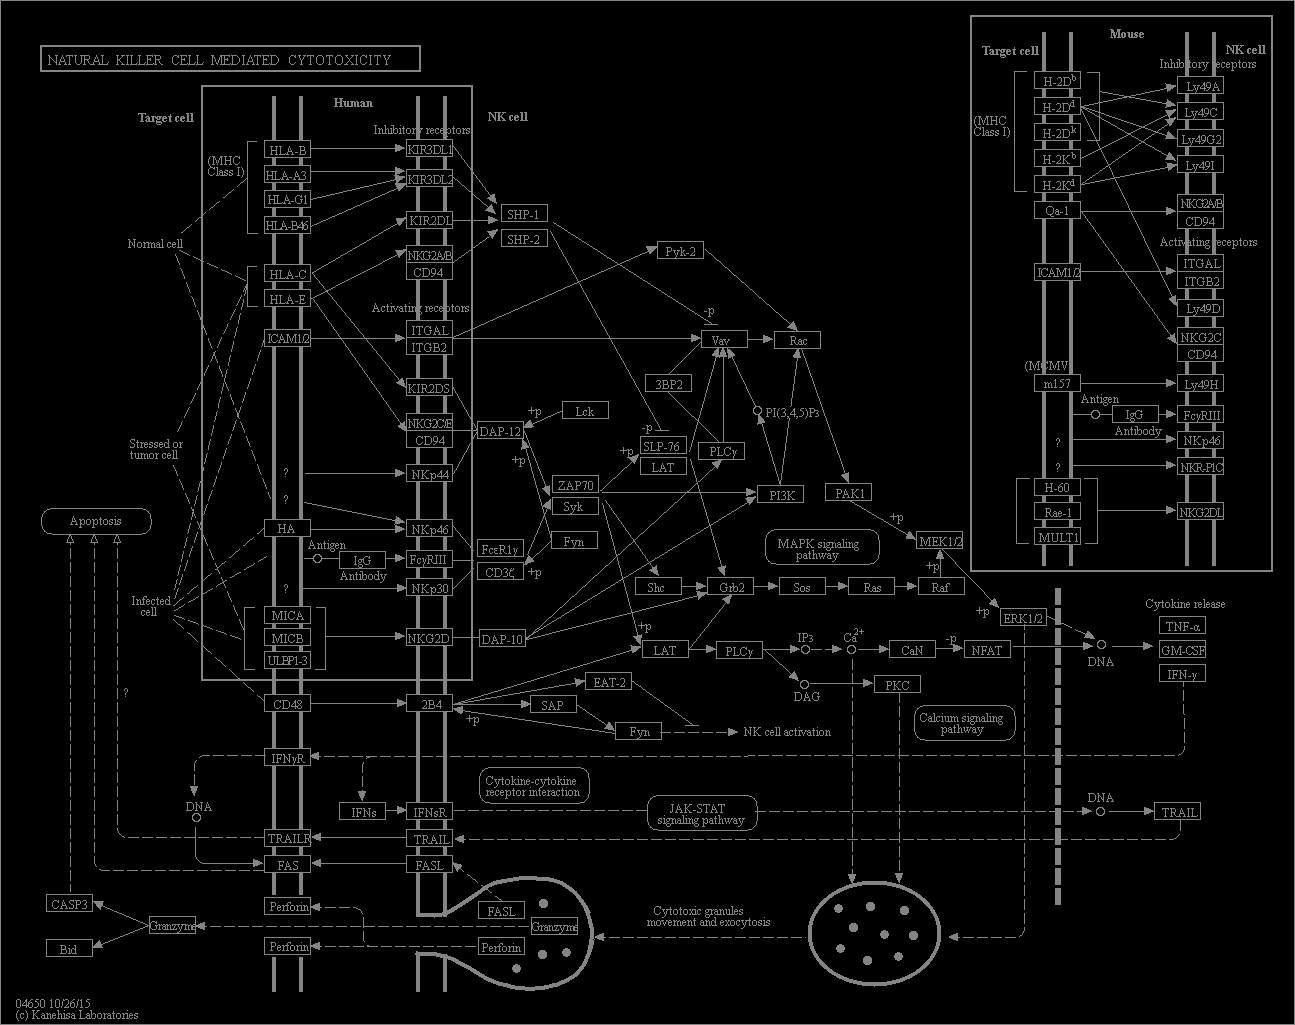 NATURAL KILLER CELL MEDIATED CYTOTOXICITY
Target cell
Human
NK cell
Inhibitory receptors
(MHC
Class I)
HLA-B
HLA-A3
HLA-G1
HLA-B46
KIR3DL1
KIR3DL2
KIR2DL
NKG2A/B
CD94
SHP-1
SHP-2
Normal cell
HLA-C
HLA-E
ICAM1/2
Activating receptors
ITGAL
ITGB2
KIR2DS
NKG2C/E
CD94
NKp44
NKp46
FcγRIII
NKp30
NKG2D
Pyk-2
-p
Vav
Rac
3BP2
PI(3,4,5)P3
Lck
+p
DAP-12
+p
-p
SLP-76
LAT
PLCγ
+p
ZAP70
Syk
PI3K
PAK1
Fyn
FcεR1γ
CD3ζ
+p
Stressed or
tumor cell
?
?
HA
Antigen
IgG
Antibody
?
Apoptosis
Infected
cell
MICA
MICB
ULBP1-3
DAP-10
MAPK signaling
pathway
+p
MEK1/2
+p
Shc
Grb2
Sos
Ras
Raf
+p
ERK1/2
+p
LAT
PLCγ
IP3
Ca2+
CaN
-p
NFAT
DNA
DAG
PKC
Cytokine release
TNF-α
GM-CSF
IFN-γ
?
CD48
2B4
+p
EAT-2
SAP
Fyn
NK cell activation
Calcium signaling
pathway
IFNγR
DNA
IFNs
IFNsR
Cytokine-cytokine
receptor interaction
JAK-STAT
signaling pathway
DNA
TRAIL
TRAILR
TRAIL
FAS
FASL
CASP3
Bid
Granzyme
Perforin
Perforin
FASL
Granzyme
Perforin
Cytotoxic granules
movement and exocytosis
Mouse
Target cell
NK cell
Inhibitory receptors
(MHC
Class I)
H-2Db
H-2Dd
H-2Dk
H-2Kb
H-2Kd
Qa-1
Ly49A
Ly49C
Ly49G2
Ly49I
NKG2A/B
CD94
Activating receptors
ICAM1/2
ITGAL
ITGB2
Ly49D
NKG2C
CD94
(MCMV)
m157
Ly49H
Antigen
IgG
Antibody
FcγRIII
?
NKp46
?
NKR-P1C
H-60
Rae-1
MULT1
NKG2DL
04650 10/26/15
(c) Kanehisa Laboratories